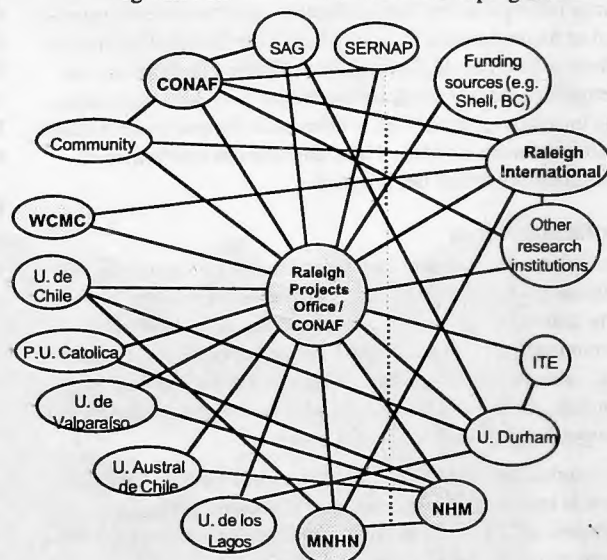 SAG
SERNAP
Funding
sources (e.g.
Shell, BC)
CONAF
Community
Raleigh
International
WCMC
Other
research
institutions
Raleigh
Projects
Office /
CONAF
U. de
Chile
P.U. Catolica
ITE
U. de
Valparaíso
U. Durham
U. Austral
de Chile
NHM
U. de los
Lagos
MNHN